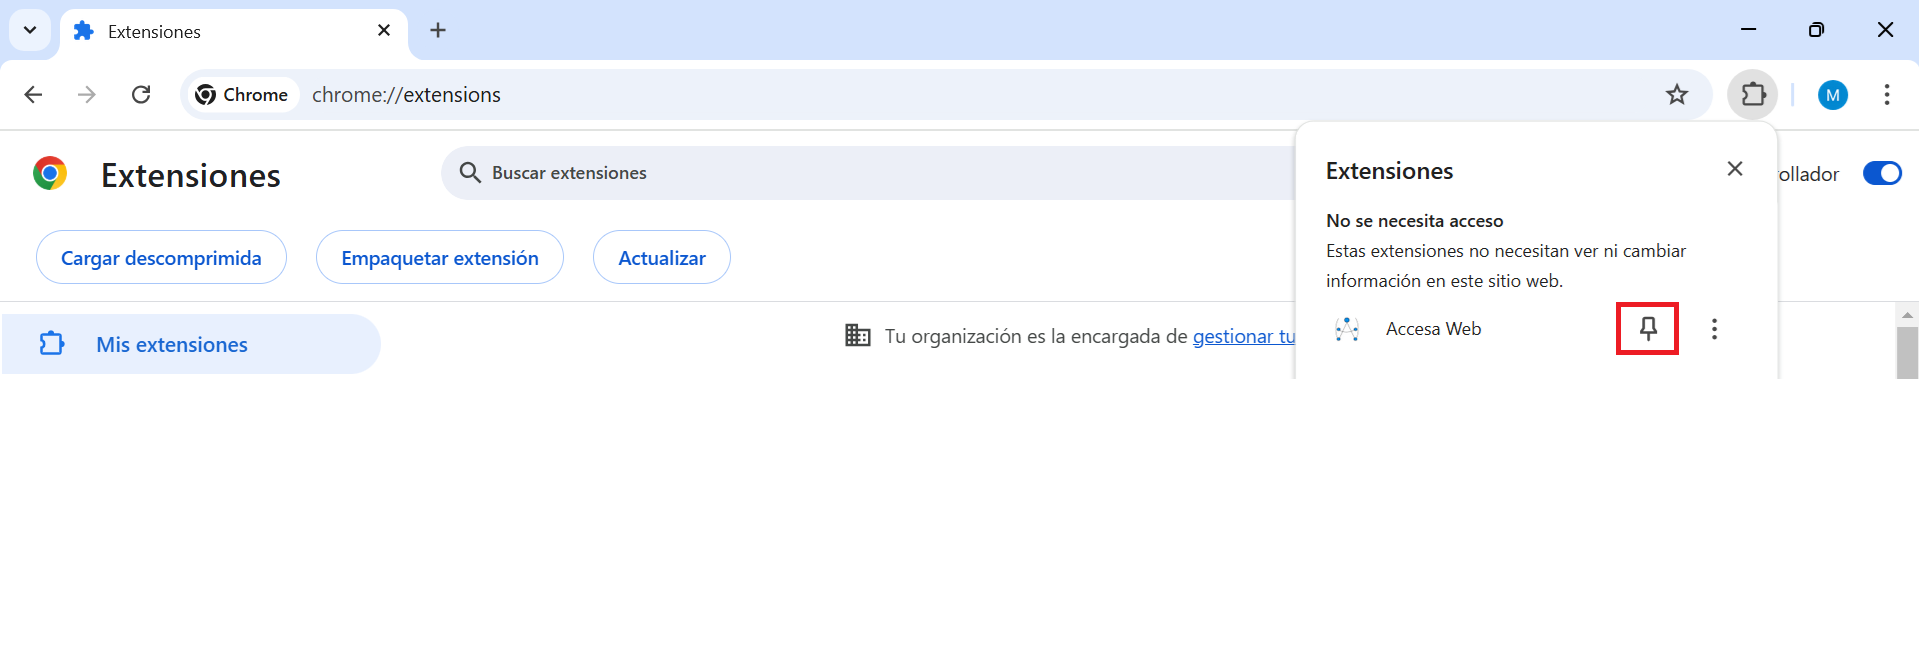 Extensiones
Chrome
chrome://extensions
M
Extensiones
Buscar extensiones
ollador
Cargar descomprimida
Empaquetar extensión
Actualizar
Mis extensiones
Tu organización es la encargada de gestionar tu
Extensiones
No se necesita acceso
Estas extensiones no necesitan ver ni cambiar
información en este sitio web.
Accesa Web